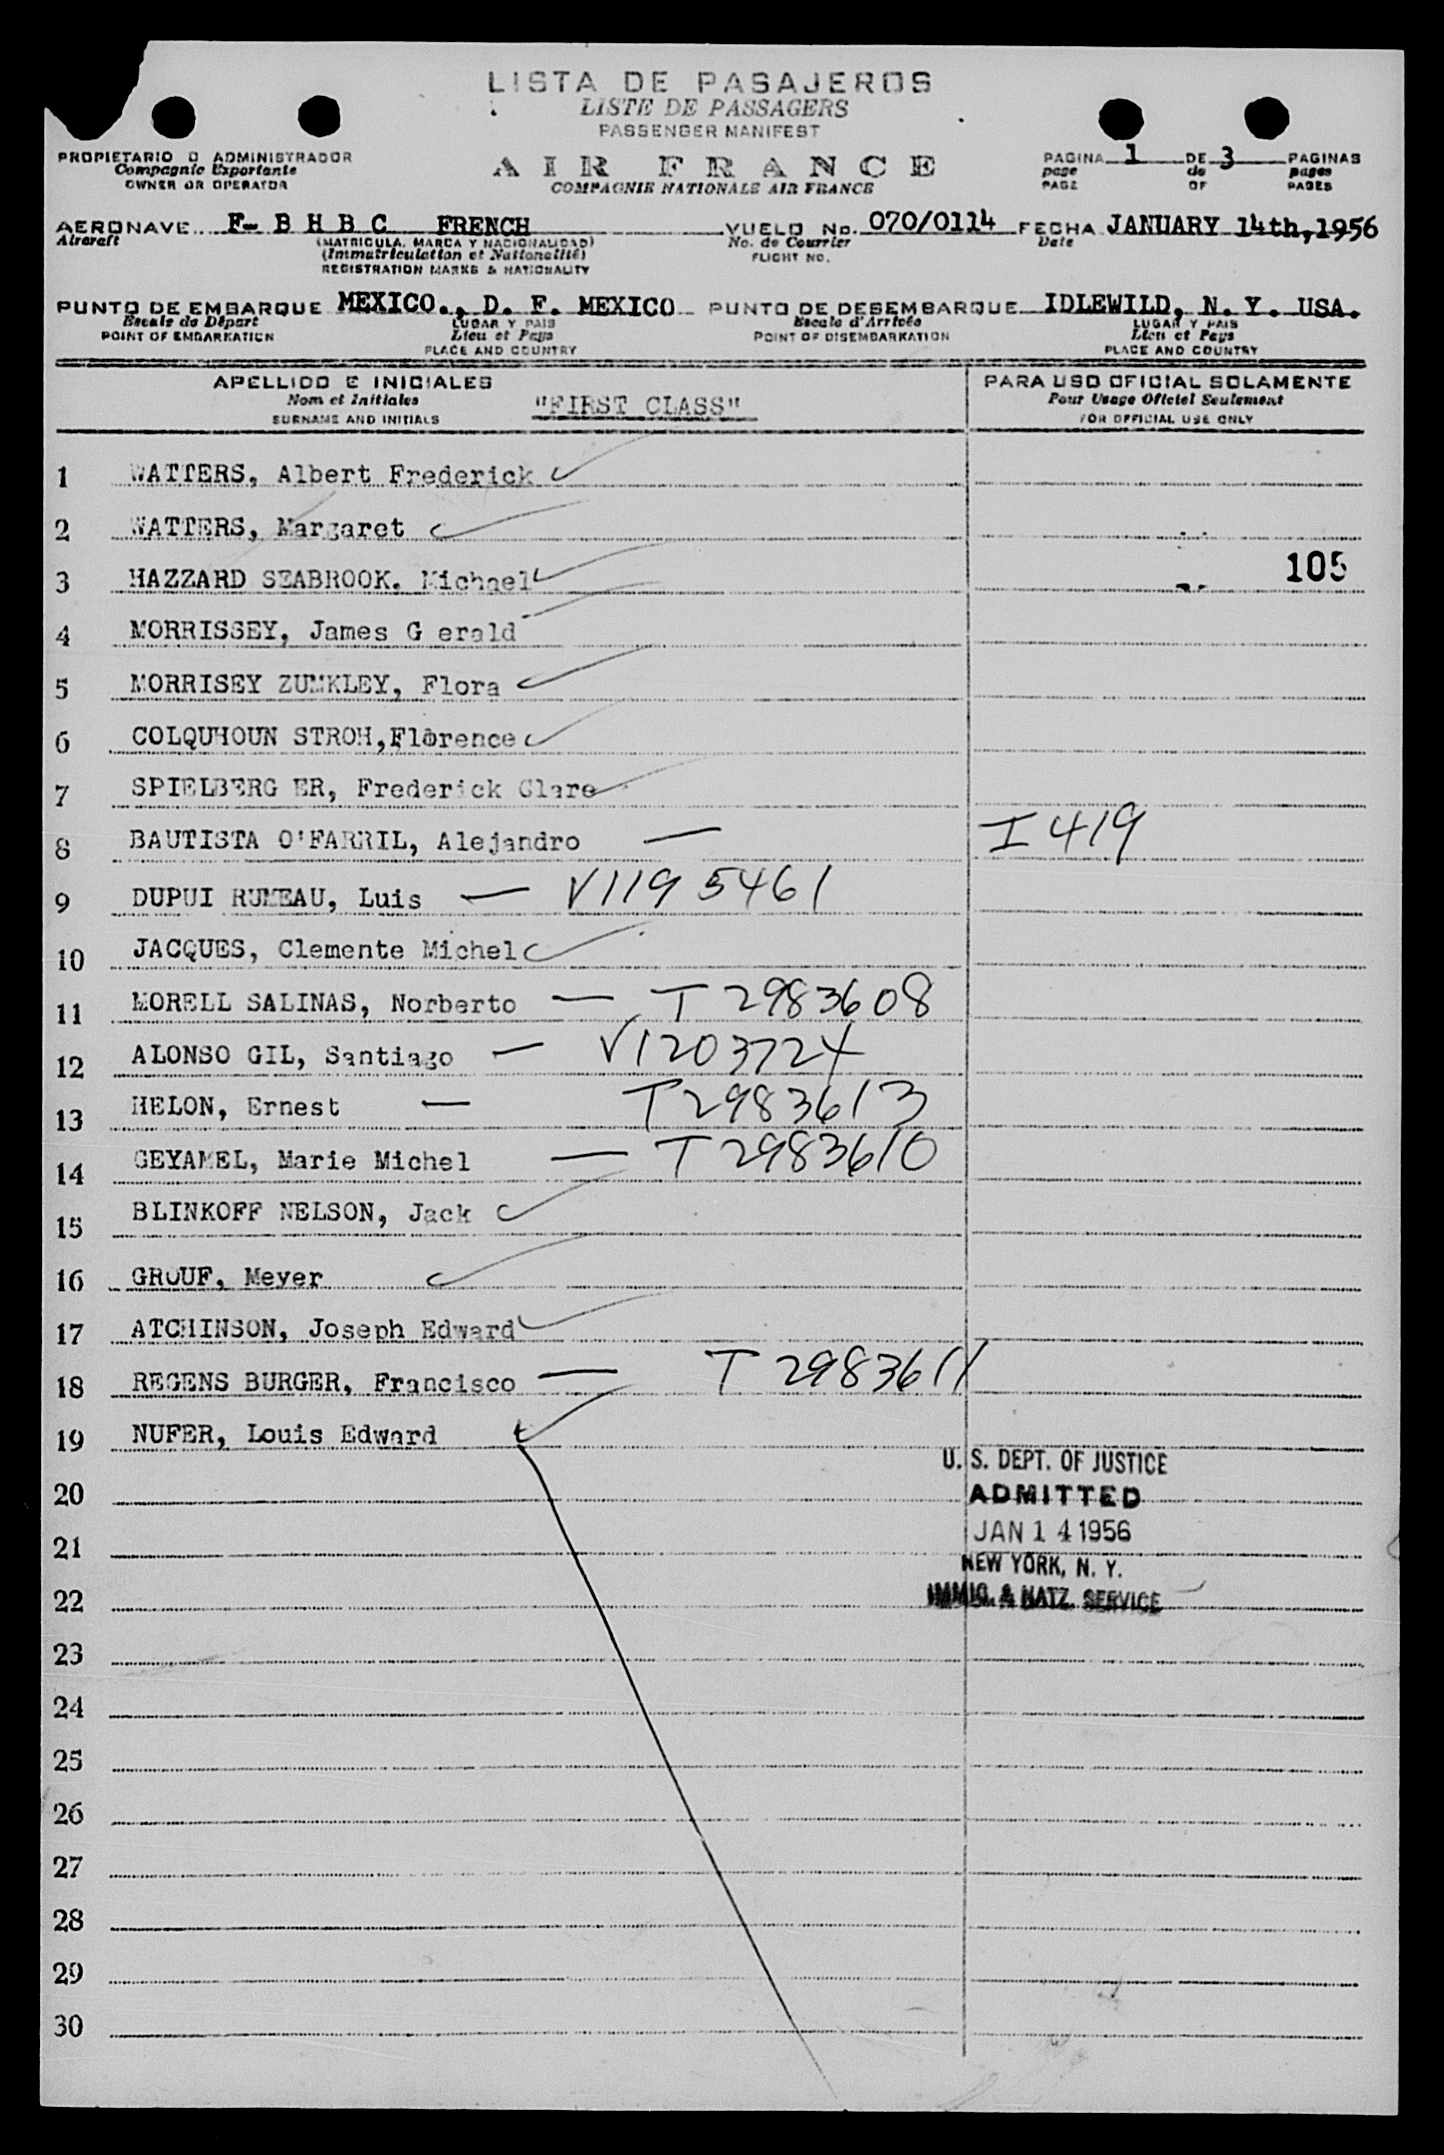 LISTA DE PASAJEROS
LISTE DE PASSAGERS
PASSENGER MANIFEST
PROPIETARIO O ADMINISTRADOR
Compagnie Exportante
OWNER OR OPERATOR
AIR FRANCE
COMPAGNIE NATIONALE AIR FRANCE
PAGINA 1 DE 3 PAGINAS
page de pages
PAGE OF PAGES
AERONAVE F- B H B C FRENCH VUELO No. 070/0114 FECHA JANUARY 14th,1956
Aircraft (MATRICULA, MARCA Y NACIONALIDAD) No. de Courrier Date
(Immatriculation et Nationalité) FLIGHT NO.
REGISTRATION MARKS & NATIONALITY
PUNTO DE EMBARQUE MEXICO., D. F. MEXICO PUNTO DE DESEMBARQUE IDLEWILD, N. Y. USA.
Escale de Départ LUGAR Y PAIS Escale d'Arrivée LUGAR Y PAIS
POINT OF EMBARKATION Lieu et Pays POINT OF DISEMBARKATION Lieu et Pays
PLACE AND COUNTRY PLACE AND COUNTRY
APELLIDO E INICIALES PARA USO OFICIAL SOLAMENTE
Nom et Initiales "FIRST CLASS" Pour Usage Officiel Seulement
SURNAME AND INITIALS FOR OFFICIAL USE ONLY
1 WATTERS, Albert Frederick
2 WATTERS, Margaret
3 HAZZARD SEABROOK. Michael 105
4 MORRISSEY, James G erald
5 MORRISEY ZUMKLEY, Flora
6 COLQUHOUN STROH,Florence
7 SPIELBERG ER, Frederick Clare
8 BAUTISTA O'FARRIL, Alejandro — I 419
9 DUPUI RUMEAU, Luis — V1195461
10 JACQUES, Clemente Michel
11 MORELL SALINAS, Norberto — T 2983608
12 ALONSO GIL, Santiago — V1203724
13 HELON, Ernest — T2983613
14 GEYAMEL, Marie Michel — T 2983610
15 BLINKOFF NELSON, Jack
16 GROUF, Meyer
17 ATCHINSON, Joseph Edward
18 REGENS BURGER, Francisco — T 2983611
19 NUFER, Louis Edward
U. S. DEPT. OF JUSTICE
20
ADMITTED
21
JAN 14 1956
NEW YORK, N. Y.
22
IMMIG. & NATZ. SERVICE
23
24
25
26
27
28
29
30